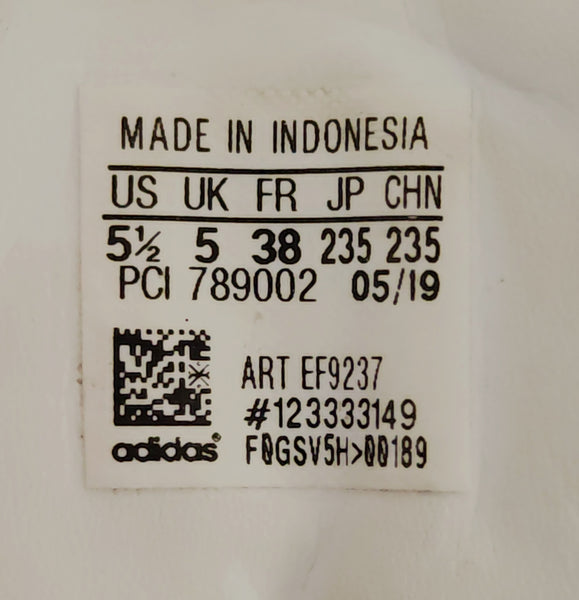 MADE IN INDONESIA
US UK FR JP CHN
5½ 5 38 235 235
PCI 789002 05/19
ART EF9237
#123333149
adidas® F0GSV5H>00189